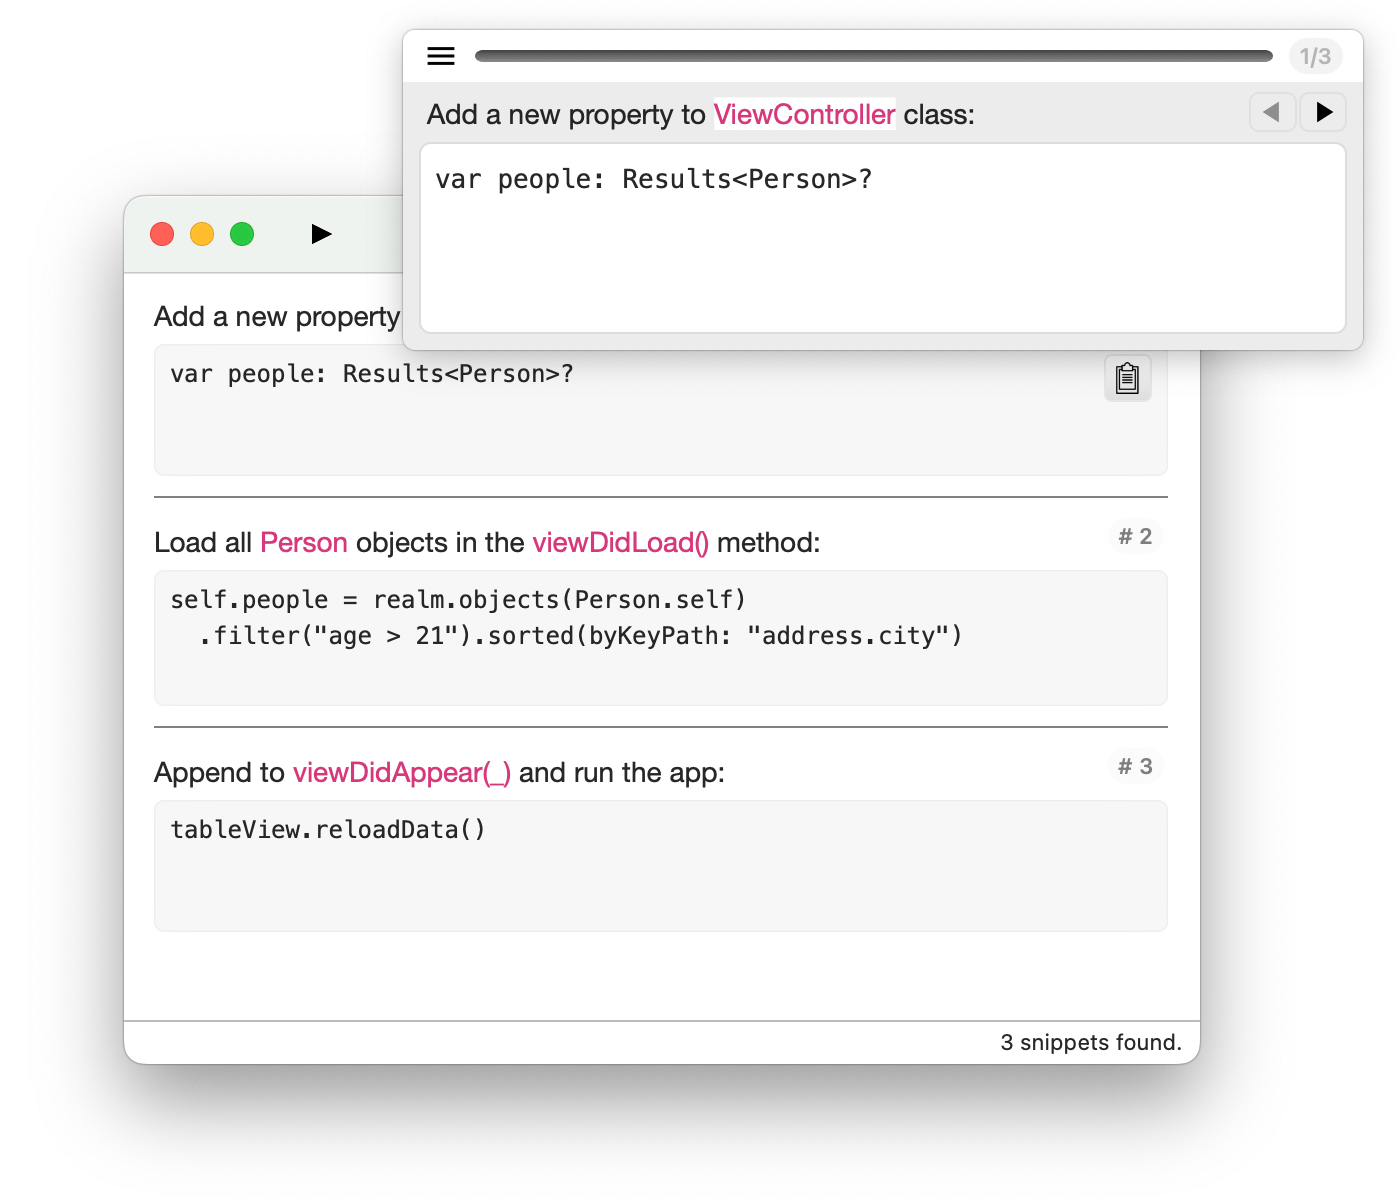 1/3
Add a new property to ViewController class:
var people: Results<Person>?
Add a new property
var people: Results<Person>?
Load all Person objects in the viewDidLoad() method:
# 2
self.people = realm.objects(Person.self)
  .filter("age > 21").sorted(byKeyPath: "address.city")
Append to viewDidAppear(_) and run the app:
# 3
tableView.reloadData()
3 snippets found.